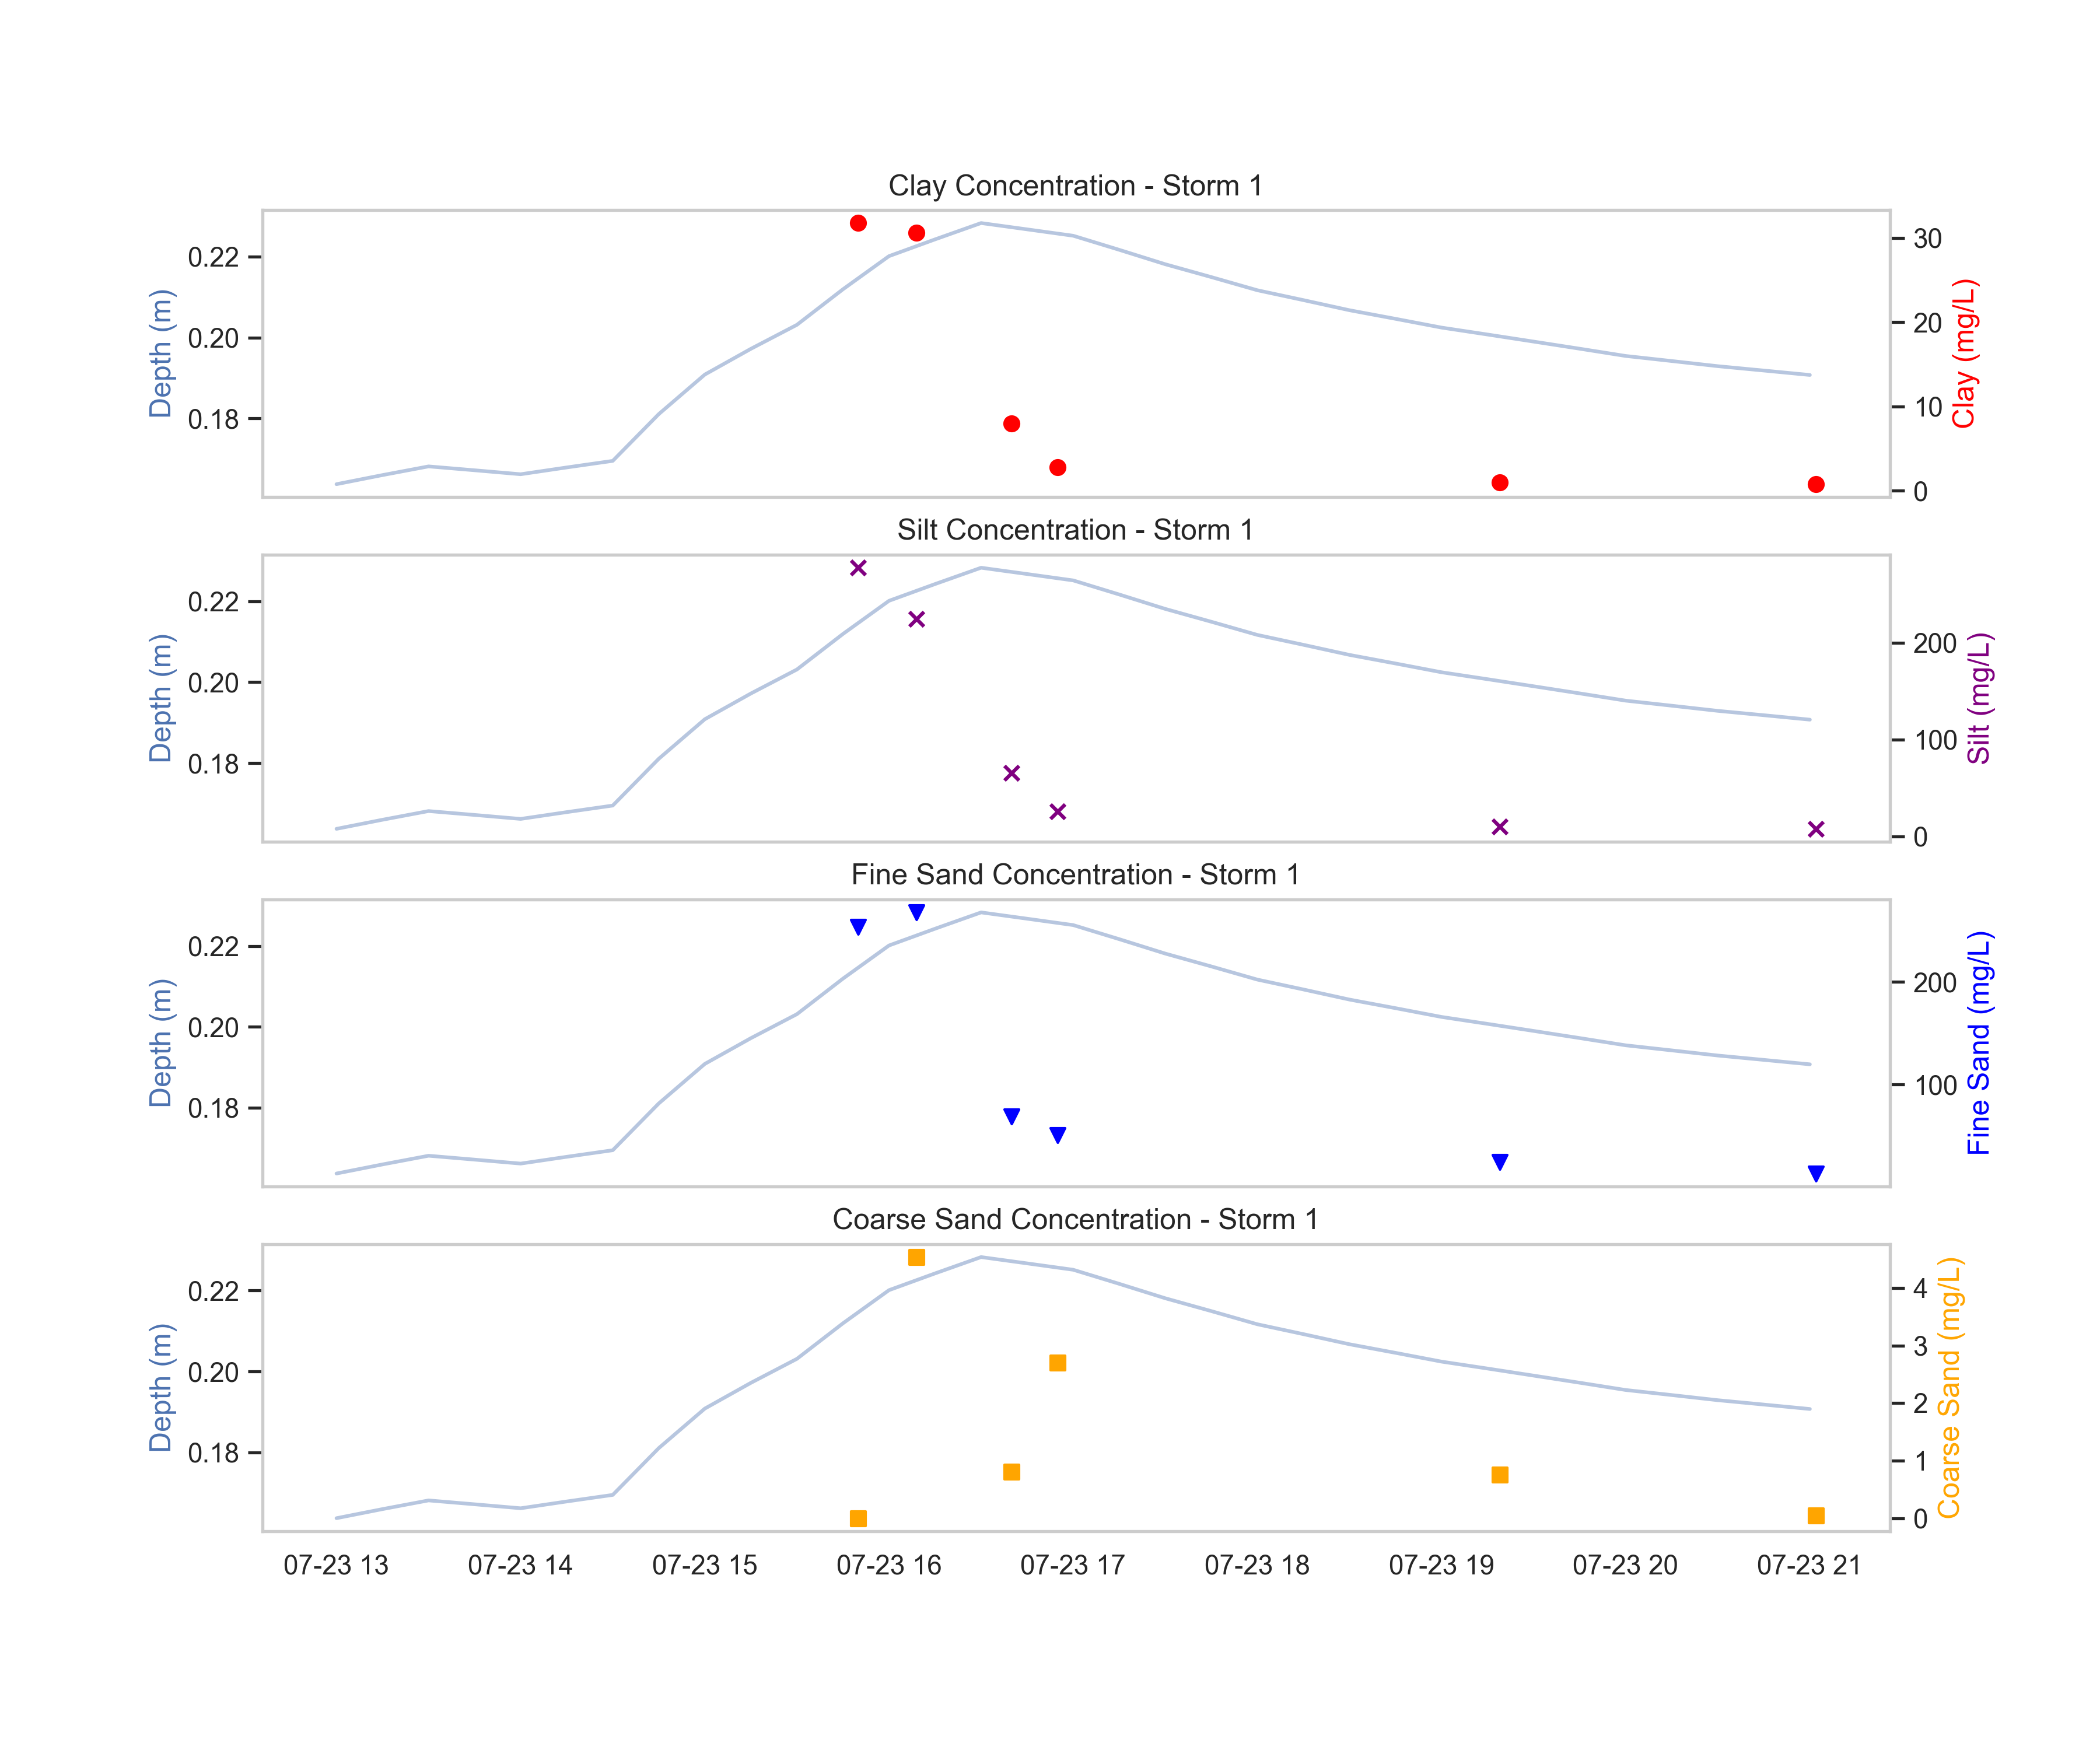 Clay Concentration - Storm 1
0.22
0.20
0.18
Depth (m)
30
20
10
0
Clay (mg/L)
Silt Concentration - Storm 1
0.22
0.20
0.18
Depth (m)
200
100
0
Silt (mg/L)
Fine Sand Concentration - Storm 1
0.22
0.20
0.18
Depth (m)
200
100
Fine Sand (mg/L)
Coarse Sand Concentration - Storm 1
0.22
0.20
0.18
Depth (m)
4
3
2
1
0
Coarse Sand (mg/L)
07-23 13 07-23 14 07-23 15 07-23 16 07-23 17 07-23 18 07-23 19 07-23 20 07-23 21